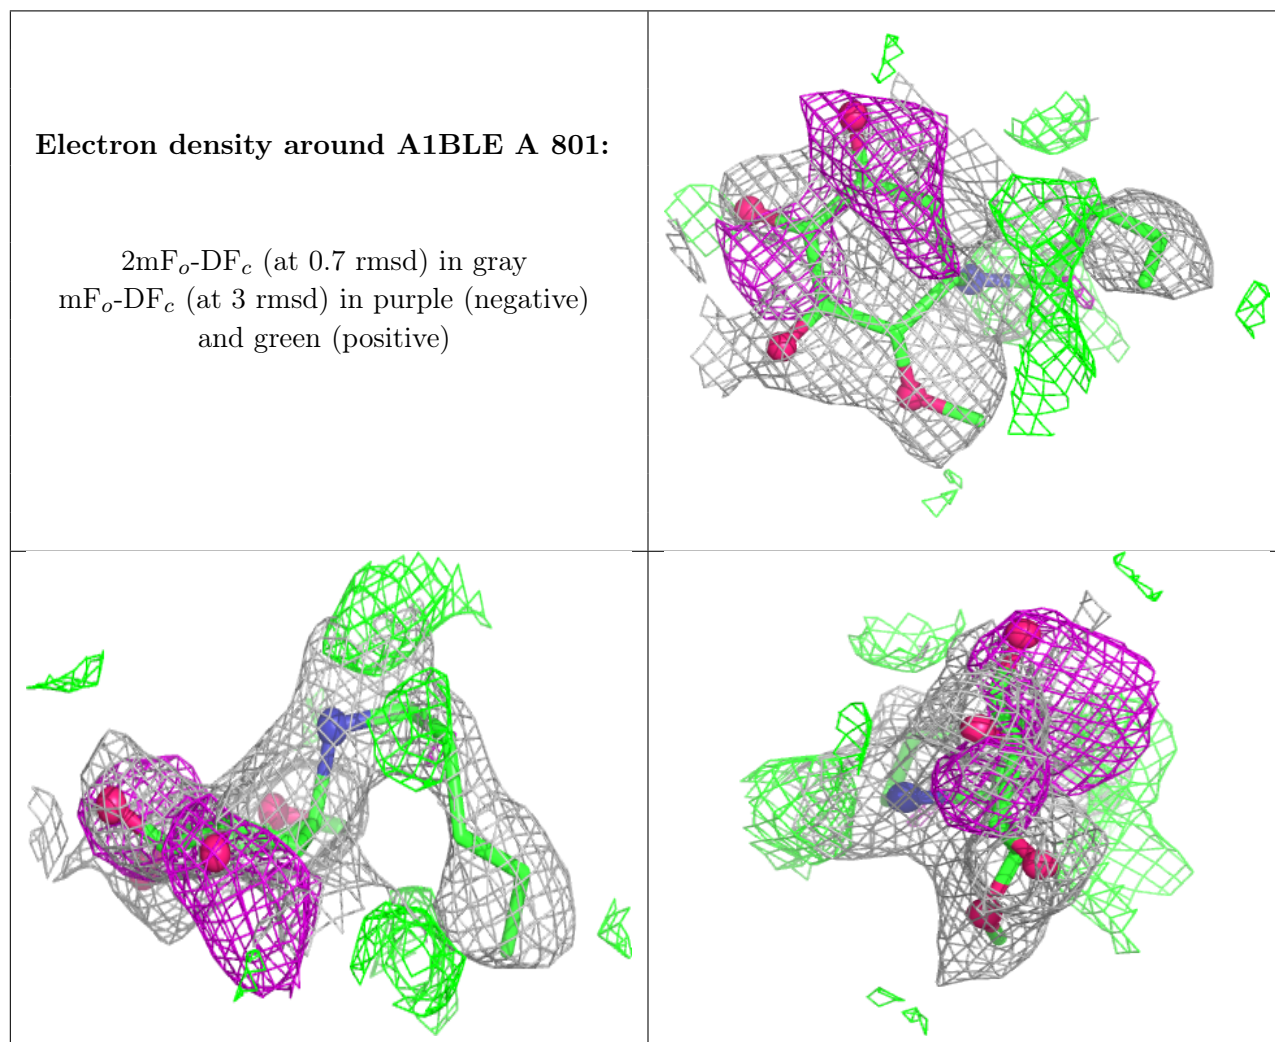 Electron density around A1BLE A 801:
2mFo-DFc (at 0.7 rmsd) in gray
mFo-DFc (at 3 rmsd) in purple (negative)
and green (positive)